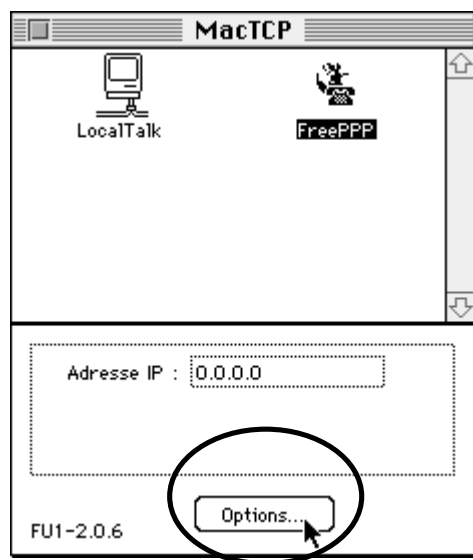 MacTCP
LocalTalk
FreePPP
Adresse IP : 0.0.0.0
Options...
FU1-2.0.6